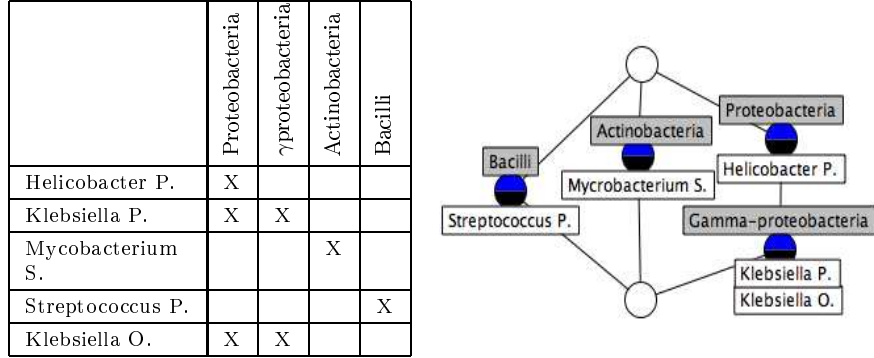 Proteobacteria
γproteobacteria
Actinobacteria
Bacilli
Helicobacter P. X
Klebsiella P. X X
Mycobacterium
S. X
Streptococcus P. X
Klebsiella O. X X
Proteobacteria
Actinobacteria
Bacilli
Helicobacter P.
Mycrobacterium S.
Streptococcus P.
Gamma-proteobacteria
Klebsiella P.
Klebsiella O.